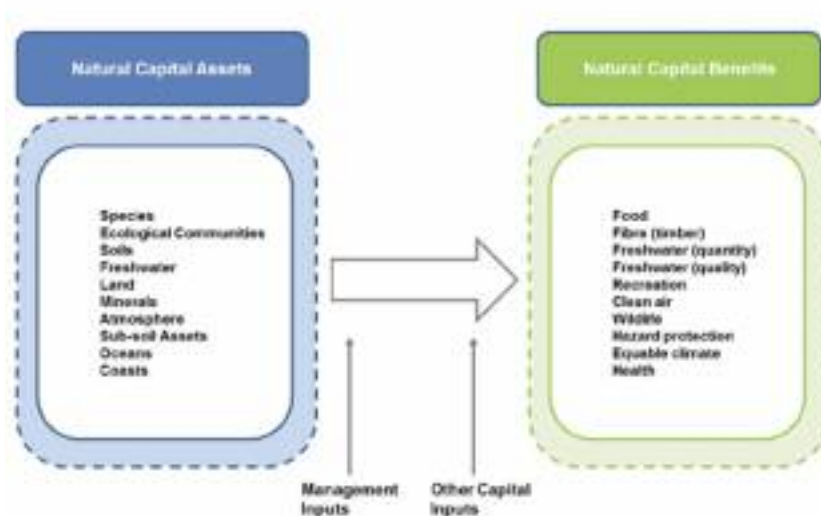 Natural Capital Assets
Natural Capital Benefits
Species
Ecological Communities
Soils
Freshwater
Land
Minerals
Atmosphere
Sub-soil Assets
Oceans
Coasts
Food
Fibre (timber)
Freshwater (quantity)
Freshwater (quality)
Recreation
Clean air
Wildlife
Hazard protection
Equable climate
Health
Management
Inputs
Other Capital
Inputs